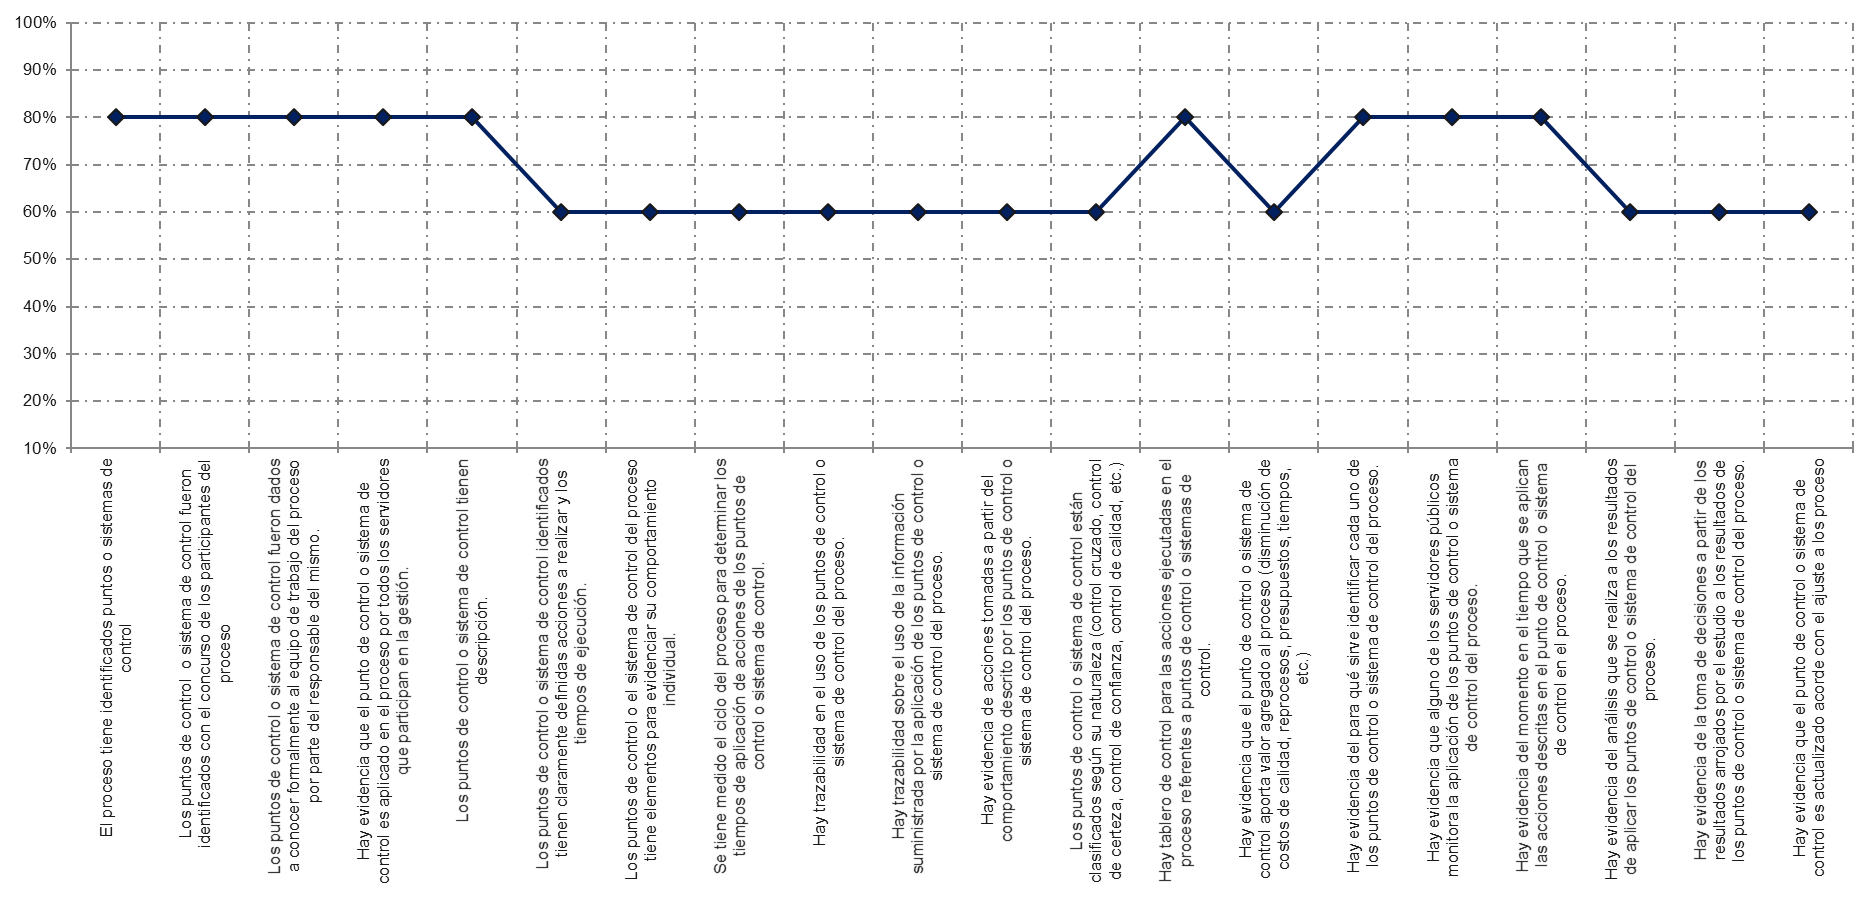 100%
90%
80%
70%
60%
50%
40%
30%
20%
10%
El proceso tiene identificados puntos o sistemas de
control
Los puntos de control  o sistema de control fueron
identificados con el concurso de los participantes del
proceso
Los puntos de control o sistema de control fueron dados
a conocer formalmente al equipo de trabajo del proceso
por parte del responsable del mismo.
Hay evidencia que el punto de control o sistema de
control es aplicado en el proceso por todos los servidores
que participan en la gestión.
Los puntos de control o sistema de control tienen
descripción.
Los puntos de control o sistema de control identificados
tienen claramente definidas acciones a realizar y los
tiempos de ejecución.
Los puntos de control o el sistema de control del proceso
tiene elementos para evidenciar su comportamiento
individual.
Se tiene medido el ciclo del proceso para determinar los
tiempos de aplicación de acciones de los puntos de
control o sistema de control.
Hay trazabilidad en el uso de los puntos de control o
sistema de control del proceso.
Hay trazabilidad sobre el uso de la información
suministrada por la aplicación de los puntos de control o
sistema de control del proceso.
Hay evidencia de acciones tomadas a partir del
comportamiento descrito por los puntos de control o
sistema de control del proceso.
Los puntos de control o sistema de control están
clasificados según su naturaleza (control cruzado, control
de certeza, control de confianza, control de calidad, etc.)
Hay tablero de control para las acciones ejecutadas en el
proceso referentes a puntos de control o sistemas de
control.
Hay evidencia que el punto de control o sistema de
control aporta valor agregado al proceso (disminución de
costos de calidad, reprocesos, presupuestos, tiempos,
etc.)
Hay evidencia del para qué sirve identificar cada uno de
los puntos de control o sistema de control del proceso.
Hay evidencia que alguno de los servidores públicos
monitora la aplicación de los puntos de control o sistema
de control del proceso.
Hay evidencia del momento en el tiempo que se aplican
las acciones descritas en el punto de control o sistema
de control en el proceso.
Hay evidencia del análisis que se realiza a los resultados
de aplicar los puntos de control o sistema de control del
proceso.
Hay evidencia de la toma de decisiones a partir de los
resultados arrojados por el estudio a los resultados de
los puntos de control o sistema de control del proceso.
Hay evidencia que el punto de control o sistema de
control es actualizado acorde con el ajuste a los proceso